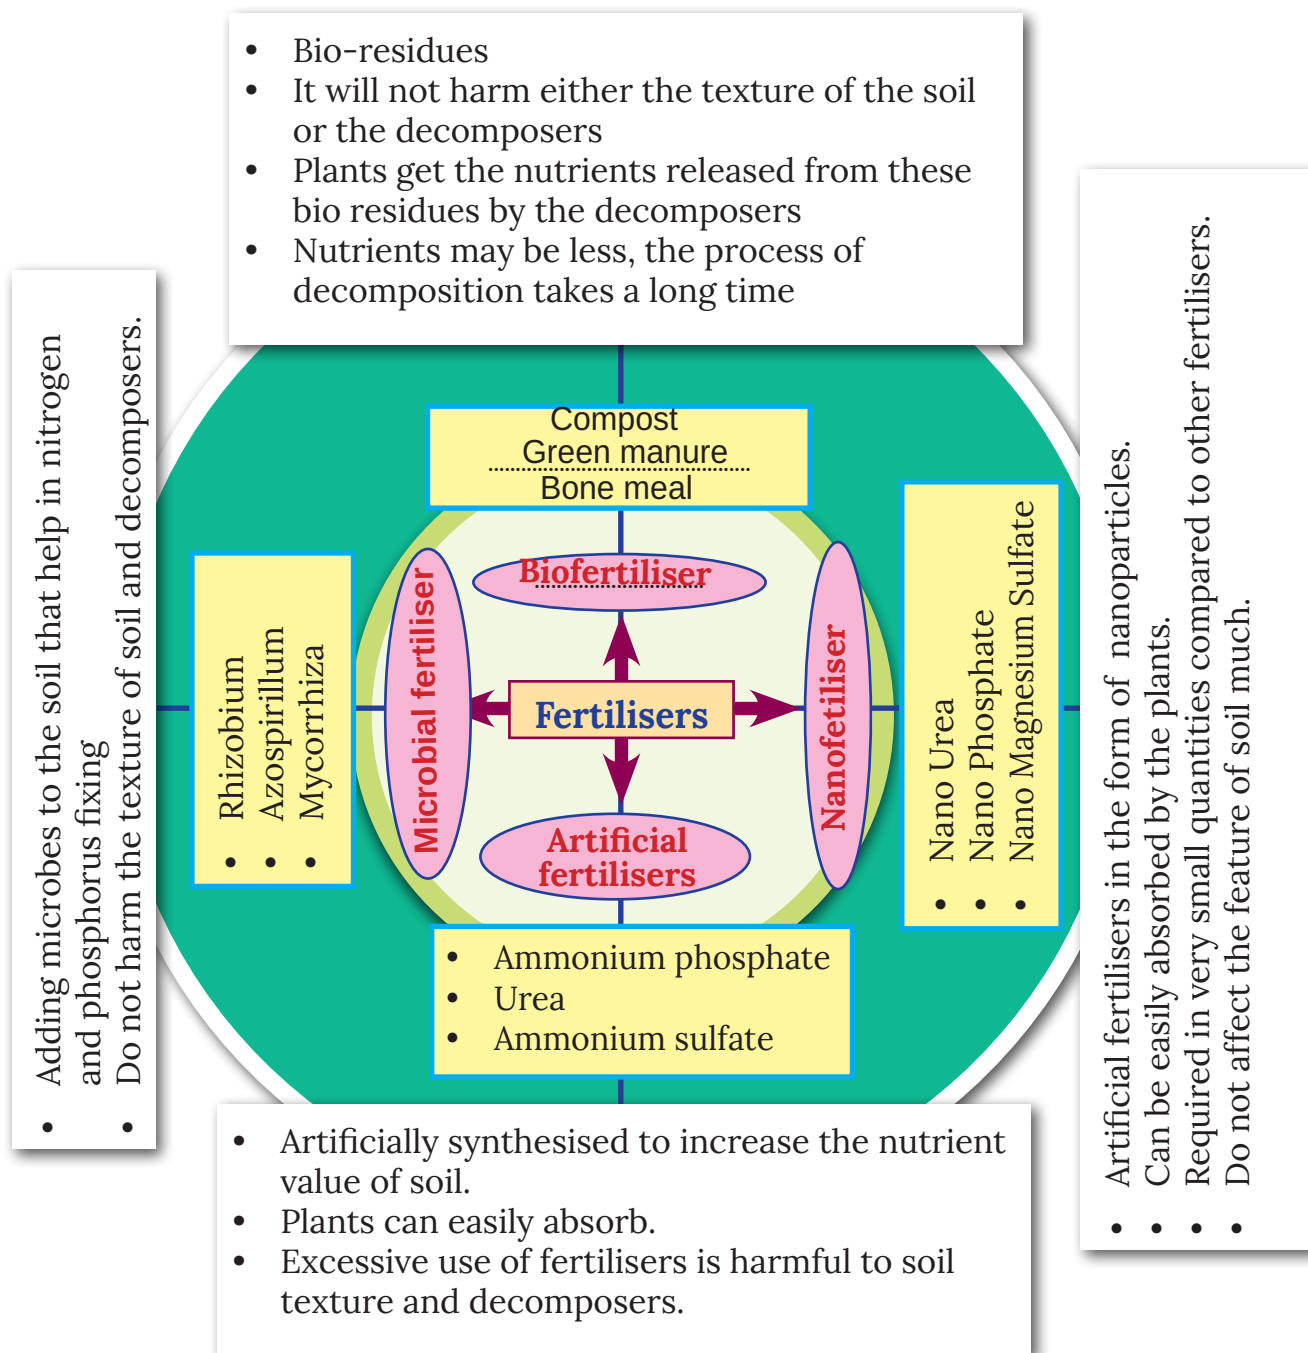 • Bio-residues
• It will not harm either the texture of the soil
or the decomposers
• Plants get the nutrients released from these
bio residues by the decomposers
• Nutrients may be less, the process of
decomposition takes a long time
Compost
Green manure
Bone meal
Biofertiliser
• Adding microbes to the soil that help in nitrogen
and phosphorus fixing
• Do not harm the texture of soil and decomposers.
• Rhizobium
• Azospirillum
• Mycorrhiza
Microbial fertiliser
Fertilisers
Nanofetiliser
• Nano Urea
• Nano Phosphate
• Nano Magnesium Sulfate
• Artificial fertilisers in the form of nanoparticles.
• Can be easily absorbed by the plants.
• Required in very small quantities compared to other fertilisers.
• Do not affect the feature of soil much.
Artificial
fertilisers
• Ammonium phosphate
• Urea
• Ammonium sulfate
• Artificially synthesised to increase the nutrient
value of soil.
• Plants can easily absorb.
• Excessive use of fertilisers is harmful to soil
texture and decomposers.